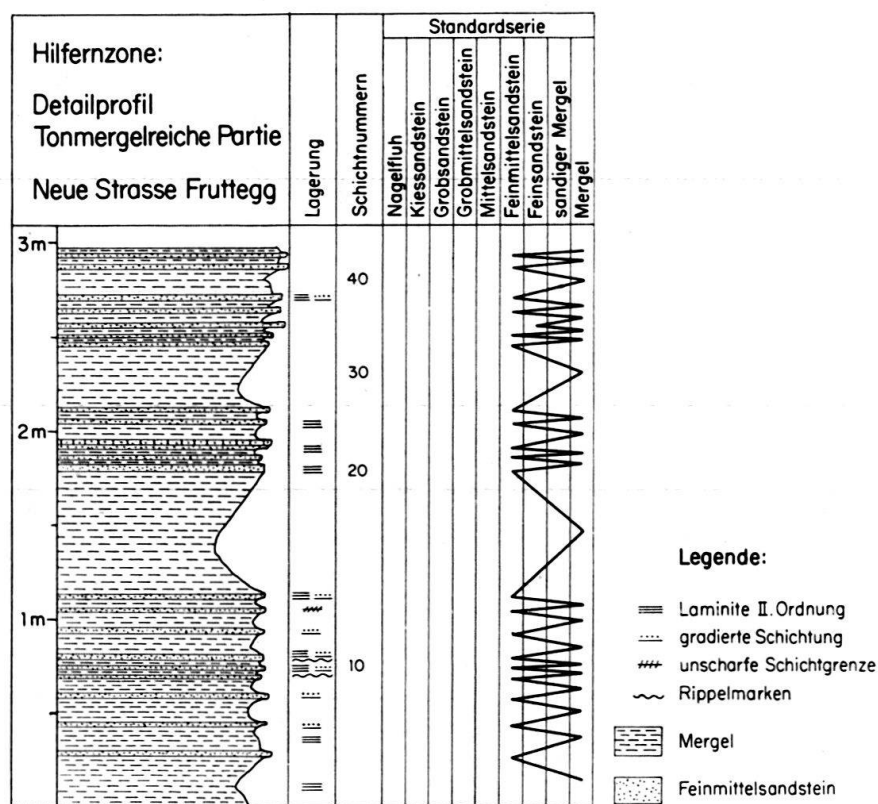 Hilfernzone:
Detailprofil
Tonmergelreiche Partie
Neue Strasse Fruttegg
Lagerung
Schichtnummern
Standardserie
Nagelfluh
Kiessandstein
Grobsandstein
Grobmittelsandstein
Mittelsandstein
Feinmittelsandstein
Feinsandstein
sandiger Mergel
Mergel
3m
40
30
2m
20
1m
10
Legende:
Laminite II. Ordnung
gradierte Schichtung
unscharfe Schichtgrenze
Rippelmarken
Mergel
Feinmittelsandstein